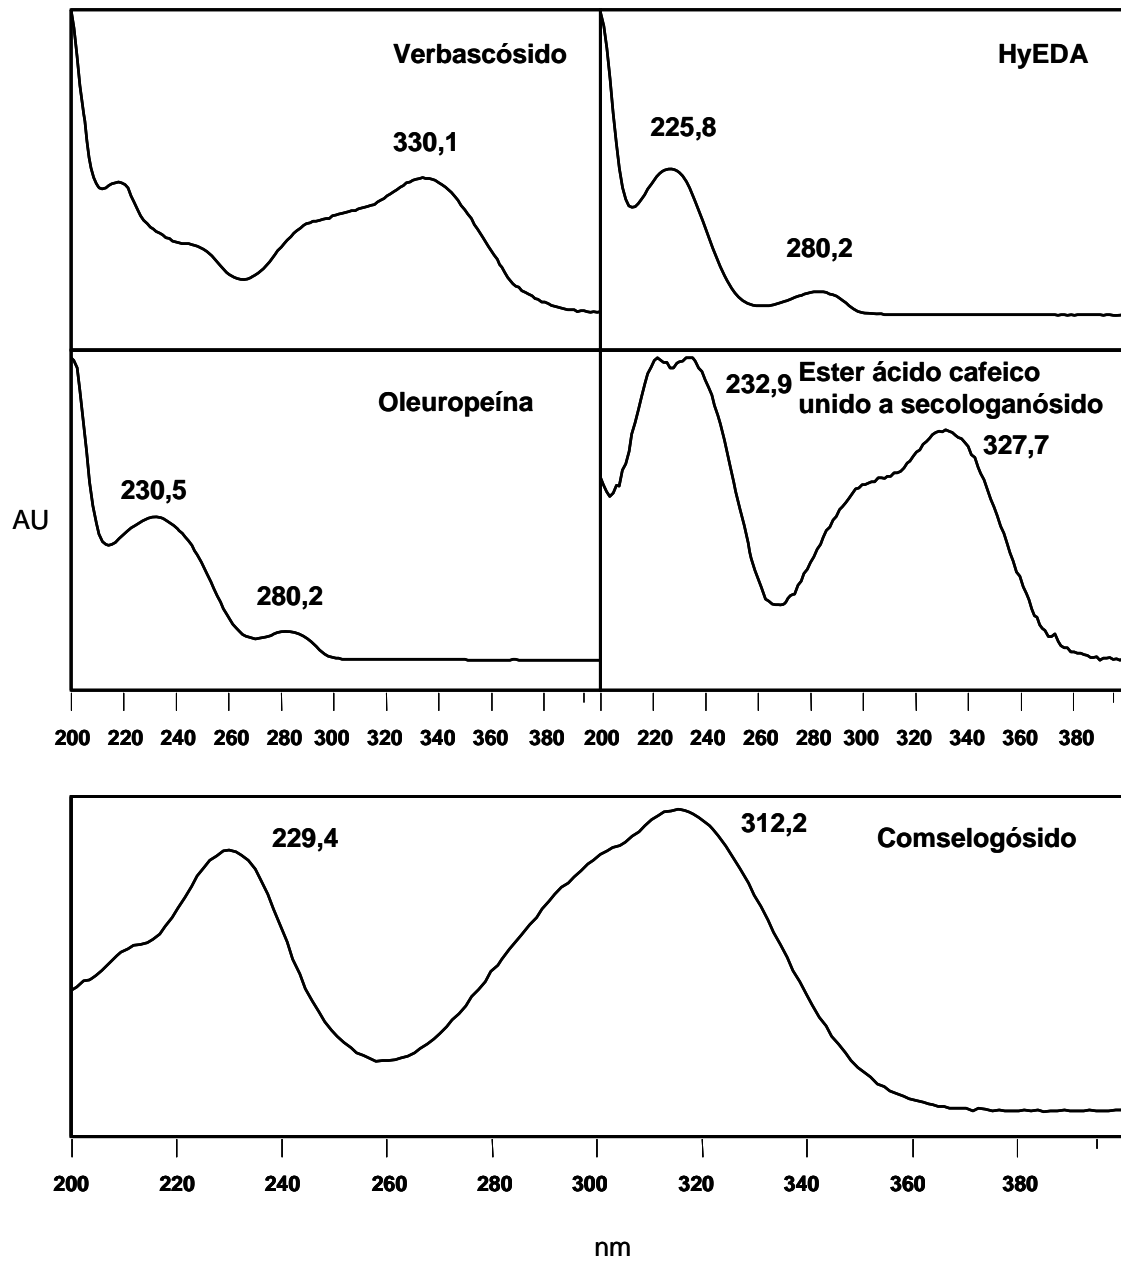 Verbascósido
330,1
HyEDA
225,8
280,2
Oleuropeína
230,5
280,2
232,9
Ester ácido cafeico
unido a secologanósido
327,7
AU
200 220 240 260 280 300 320 340 360 380 200 220 240 260 280 300 320 340 360 380
229,4
312,2
Comselogósido
200 220 240 260 280 300 320 340 360 380
nm